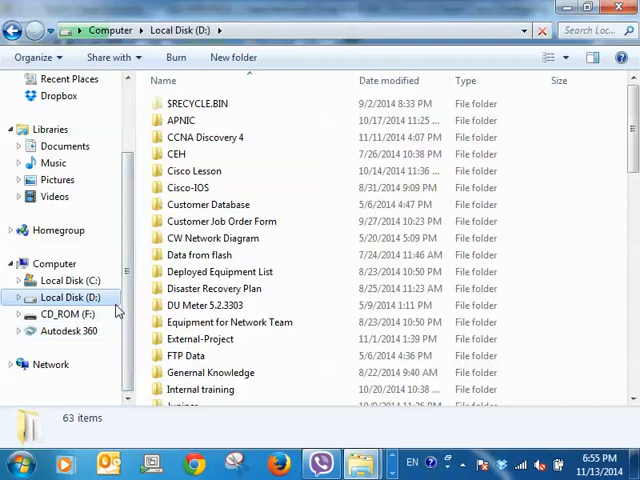 Computer ▸ Local Disk (D:) ▸
Search Loc...
Organize Share with Burn New folder
Recent Places
Dropbox
Libraries
Documents
Music
Pictures
Videos
Homegroup
Computer
Local Disk (C:)
Local Disk (D:)
CD_ROM (F:)
Autodesk 360
Network
Name Date modified Type Size
$RECYCLE.BIN 9/2/2014 8:33 PM File folder
APNIC 10/17/2014 11:25 ... File folder
CCNA Discovery 4 11/11/2014 4:07 PM File folder
CEH 7/26/2014 10:38 PM File folder
Cisco Lesson 10/14/2014 11:36 ... File folder
Cisco-IOS 8/31/2014 9:09 PM File folder
Customer Database 5/6/2014 4:47 PM File folder
Customer Job Order Form 9/27/2014 10:23 PM File folder
CW Network Diagram 5/20/2014 5:09 PM File folder
Data from flash 7/24/2014 11:46 AM File folder
Deployed Equipment List 8/23/2014 10:50 PM File folder
Disaster Recovery Plan 8/25/2014 10:54 AM File folder
DU Meter 5.2.3303 5/9/2014 1:11 PM File folder
Equipment for Network Team 8/23/2014 10:50 PM File folder
External-Project 11/1/2014 1:39 PM File folder
FTP Data 5/6/2014 4:36 PM File folder
Genernal Knowledge 8/22/2014 9:40 AM File folder
Internal training 10/20/2014 10:38 ... File folder
63 items
EN
6:55 PM
11/13/2014